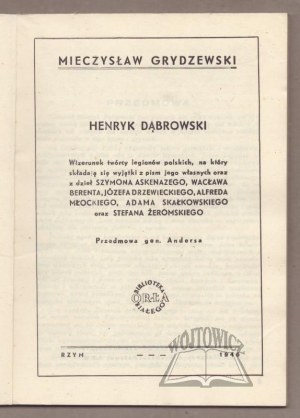 MIECZYSŁAW GRYDZEWSKI
HENRYK DĄBROWSKI
Wizerunek twórcy legionów polskich, na który
składają się wyjątki z pism jego własnych oraz
z dzieł SZYMONA ASKENAZEGO, WACŁAWA
BERENTA, JÓZEFA DRZEWIECKIEGO, ALFREDA
MŁOCKIEGO, ADAMA SKAŁKOWSKIEGO
oraz STEFANA ŻEROMSKIEGO
Przedmowa gen. Andersa
BIBLIOTEKA
ORŁA
BIAŁEGO
WÓJTOWICZ
RZYM — — — 1946